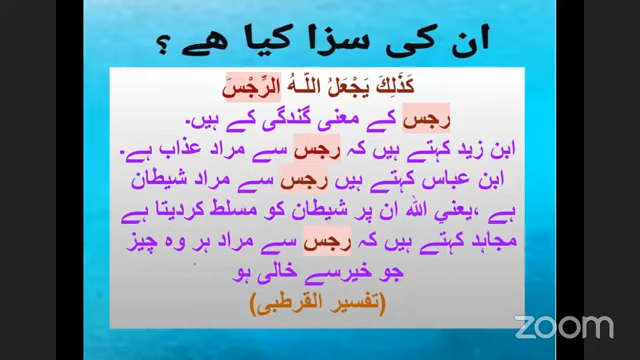 ان کی سزا کیا ھے ؟
كَذَٰلِكَ يَجْعَلُ اللَّـهُ الرِّجْسَ
رجس کے معنی گندگی کے ہیں۔
ابن زید کہتے ہیں کہ رجس سے مراد عذاب ہے۔
ابن عباس کہتے ہیں رجس سے مراد شیطان
ہے ،یعني الله ان پر شیطان کو مسلط کردیتا ہے
مجاہد کہتے ہیں کہ رجس سے مراد ہر وہ چیز
جو خیرسے خالی ہو
(تفسیر القرطبی)
zoom